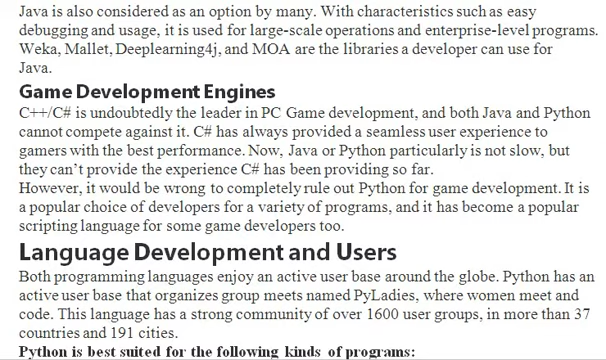 Java is also considered as an option by many. With characteristics such as easy
debugging and usage, it is used for large-scale operations and enterprise-level programs.
Weka, Mallet, Deeplearning4j, and MOA are the libraries a developer can use for
Java.
Game Development Engines
C++/C# is undoubtedly the leader in PC Game development, and both Java and Python
cannot compete against it. C# has always provided a seamless user experience to
gamers with the best performance. Now, Java or Python particularly is not slow, but
they can't provide the experience C# has been providing so far.
However, it would be wrong to completely rule out Python for game development. It is
a popular choice of developers for a variety of programs, and it has become a popular
scripting language for some game developers too.
Language Development and Users
Both programming languages enjoy an active user base around the globe. Python has an
active user base that organizes group meets named PyLadies, where women meet and
code. This language has a strong community of over 1600 user groups, in more than 37
countries and 191 cities.
Python is best suited for the following kinds of programs: